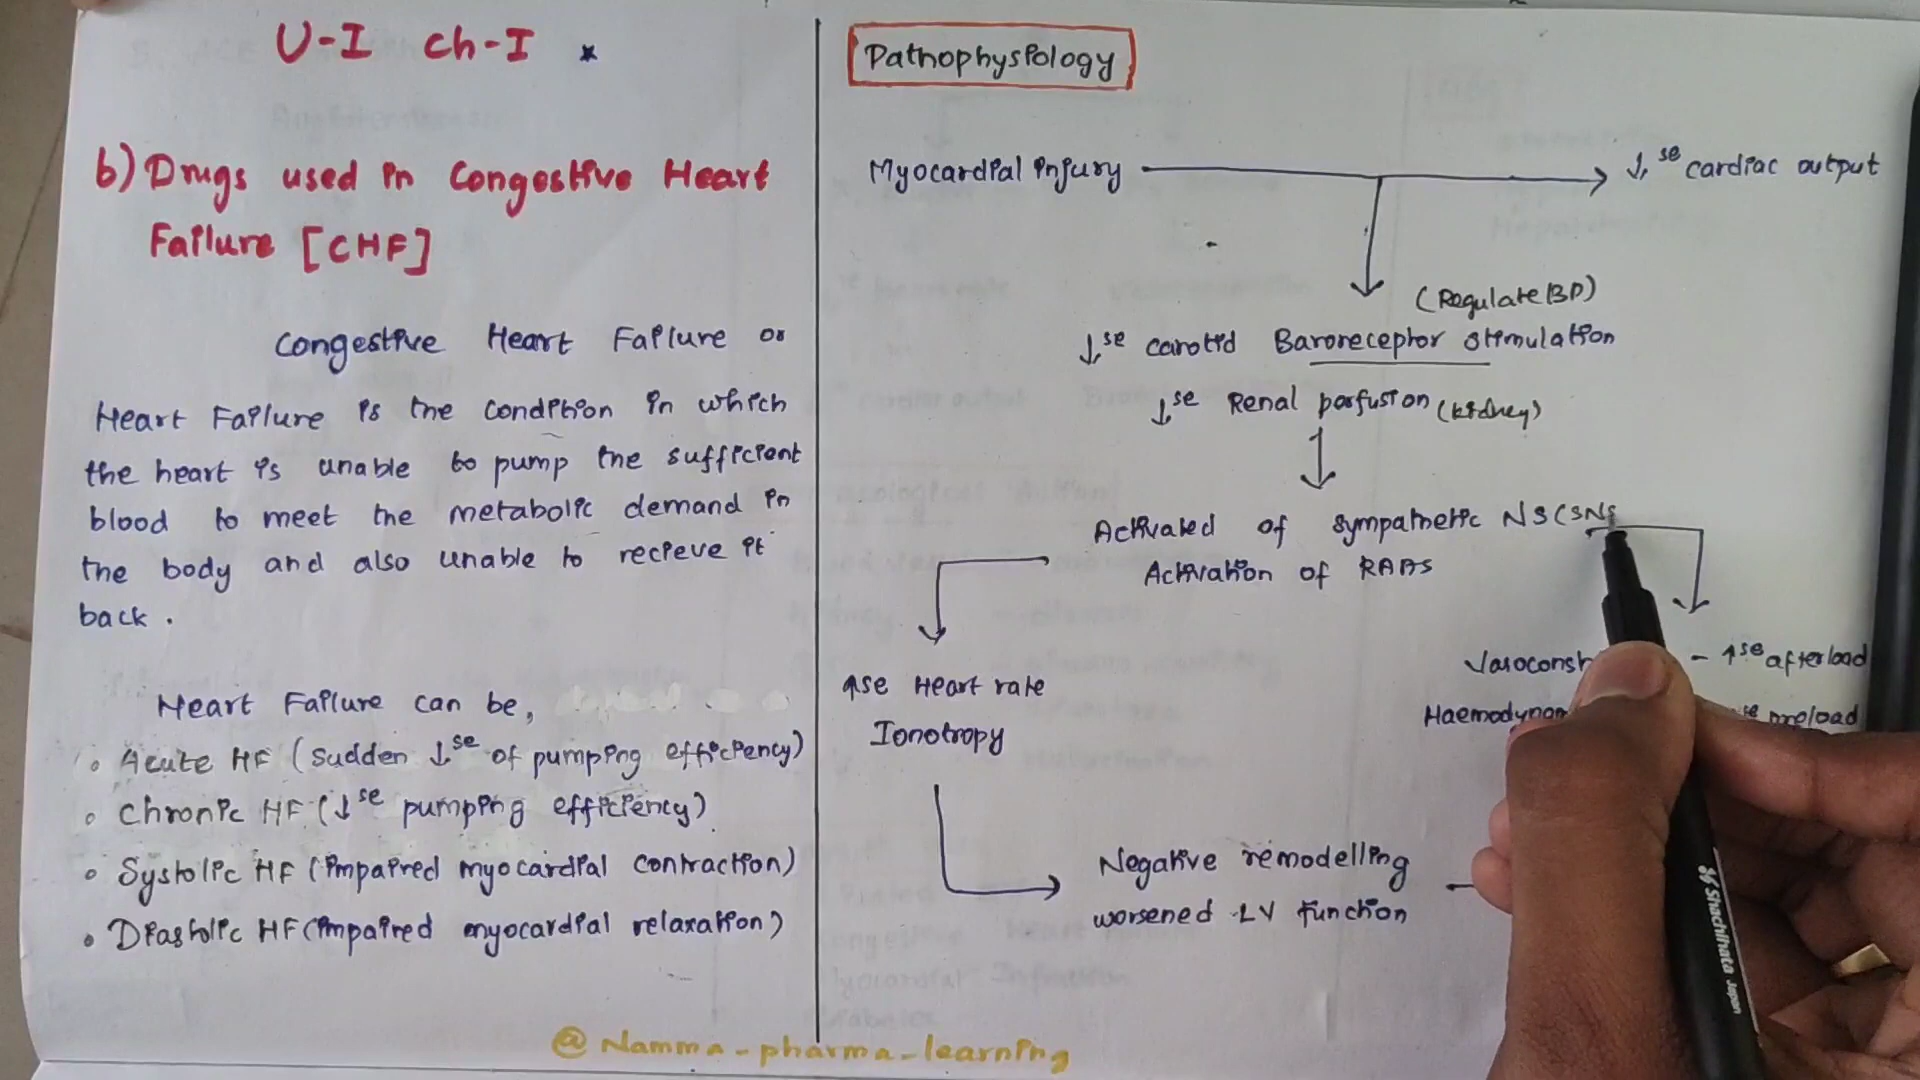 U-I Ch-I *
b) Drugs used in Congestive Heart
Failure [CHF]
Congestive Heart Failure or
Heart Failure is the condition in which
the heart is unable to pump the sufficient
blood to meet the metabolic demand in
the body and also unable to recieve it
back.
Heart Failure can be,
• Acute HF (Sudden ↓se of pumping efficiency)
• Chronic HF (↓se pumping efficiency)
• Systolic HF (impaired myocardial contraction)
• Diastolic HF (impaired myocardial relaxation)
Pathophysiology
Myocardial injury → ↓se cardiac output
(Regulate BP)
↓se carotid Baroreceptor stimulation
↓se Renal perfusion (kidney)
Activated of sympathetic NS (SNS
Activation of RAAS
↑se Heart rate
Ionotropy
- ↑se afterload
preload
Negative remodelling
worsened LV function
@Namma-pharma-learning
Shachihata Japan